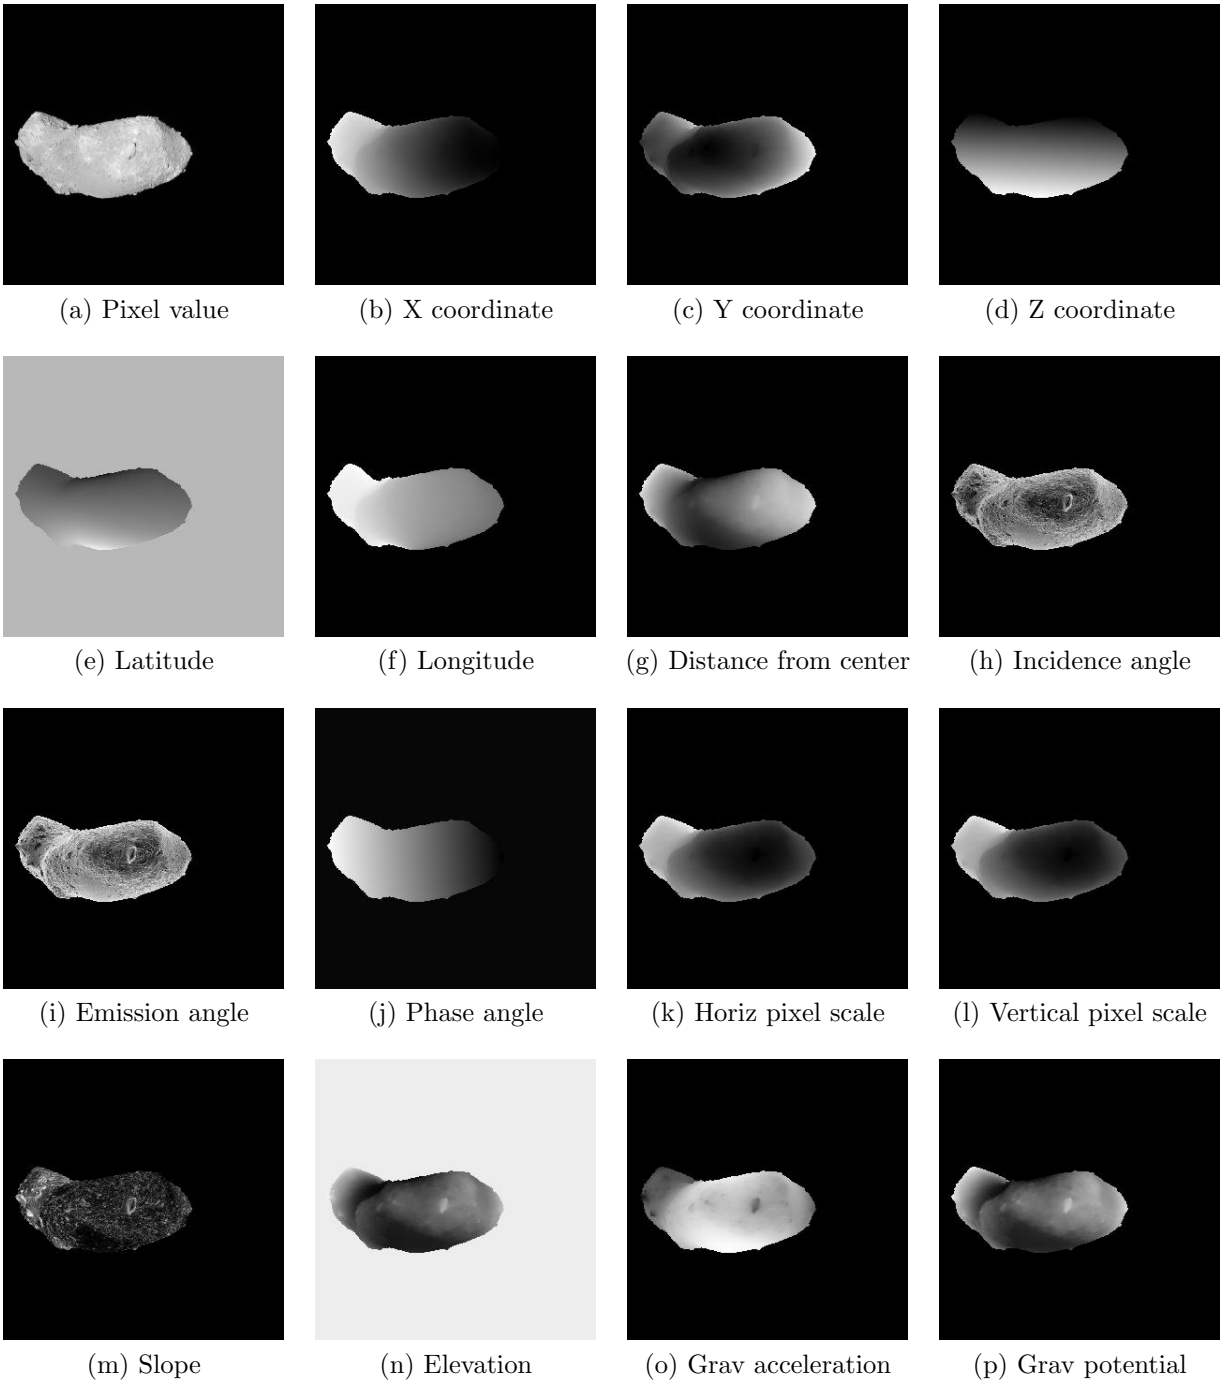 (a) Pixel value
(b) X coordinate
(c) Y coordinate
(d) Z coordinate
(e) Latitude
(f) Longitude
(g) Distance from center
(h) Incidence angle
(i) Emission angle
(j) Phase angle
(k) Horiz pixel scale
(l) Vertical pixel scale
(m) Slope
(n) Elevation
(o) Grav acceleration
(p) Grav potential